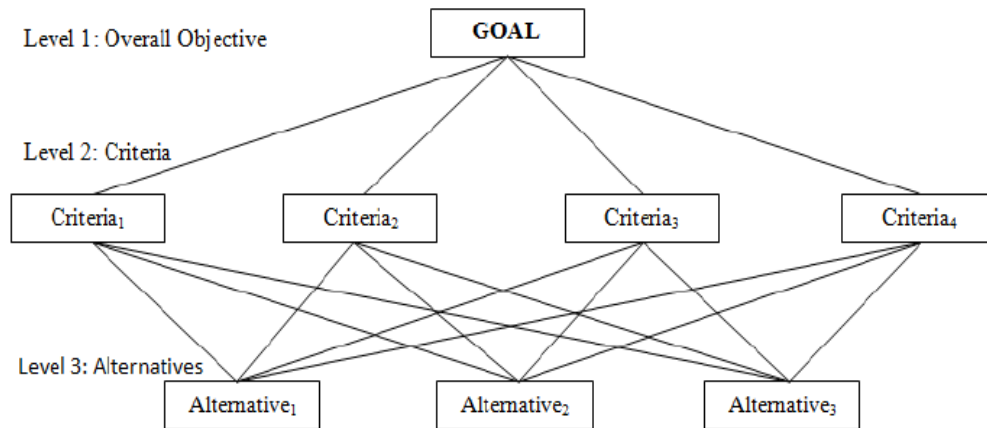 Level 1: Overall Objective
GOAL
Level 2: Criteria
Criteria₁
Criteria₂
Criteria₃
Criteria₄
Level 3: Alternatives
Alternative₁
Alternative₂
Alternative₃